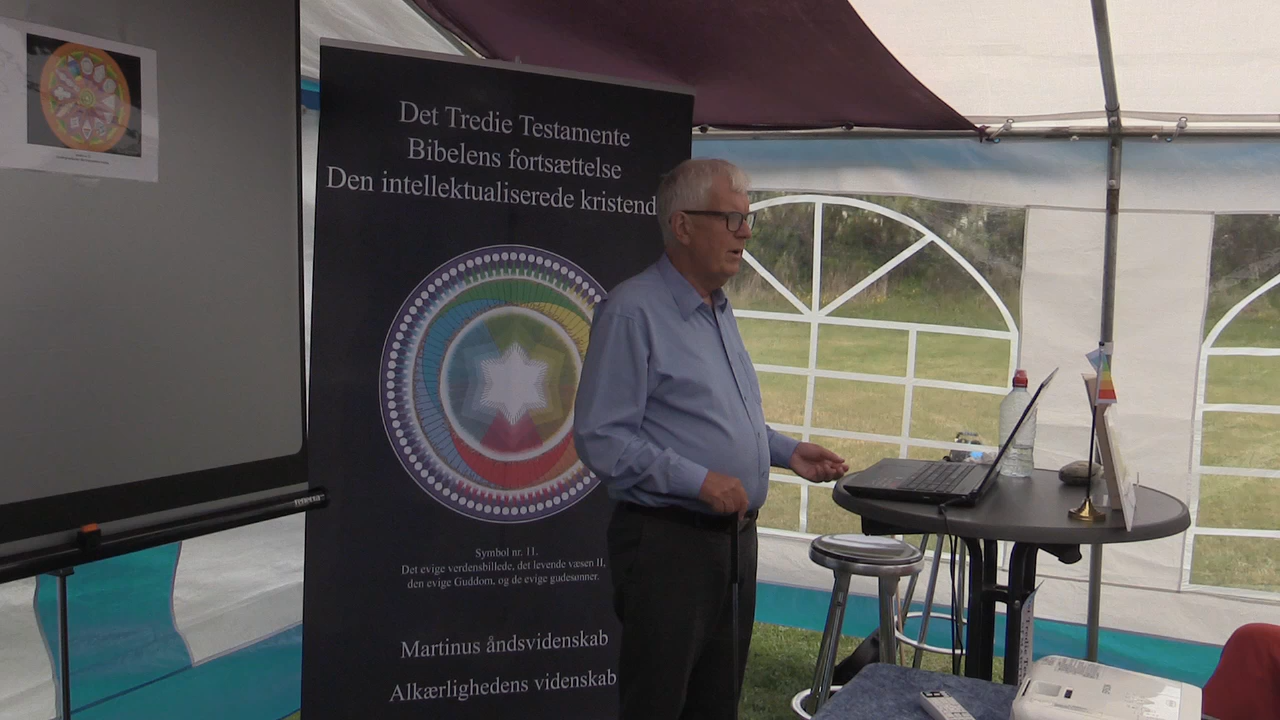 Det Tredie Testamente
Bibelens fortsættelse
Den intellektualiserede kristend
Symbol nr. 11.
Det evige verdensbillede, det levende væsen II,
den evige Guddom, og de evige gudesønner.
Martinus åndsvidenskab
Alkærlighedens videnskab